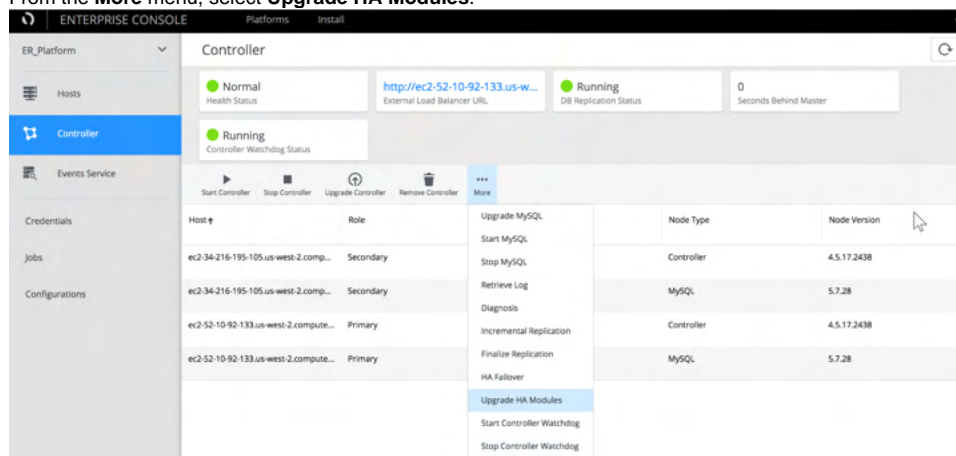 From the More menu, select Upgrade HA Modules.
ENTERPRISE CONSOLE Platforms Install
ER_Platform
Controller
Hosts
Normal
Health Status
http://ec2-52-10-92-133.us-w...
External Load Balancer URL
Running
DB Replication Status
0
Seconds Behind Master
Controller
Running
Controller Watchdog Status
Events Service
Start Controller Stop Controller Upgrade Controller Remove Controller More
Credentials
Jobs
Configurations
Host Role Node Type Node Version
ec2-34-216-195-105.us-west-2.comp... Secondary Controller 4.5.17.2438
ec2-34-216-195-105.us-west-2.comp... Secondary MySQL 5.7.28
ec2-52-10-92-133.us-west-2.compute... Primary Controller 4.5.17.2438
ec2-52-10-92-133.us-west-2.compute... Primary MySQL 5.7.28
Upgrade MySQL
Start MySQL
Stop MySQL
Retrieve Log
Diagnosis
Incremental Replication
Finalize Replication
HA Failover
Upgrade HA Modules
Start Controller Watchdog
Stop Controller Watchdog